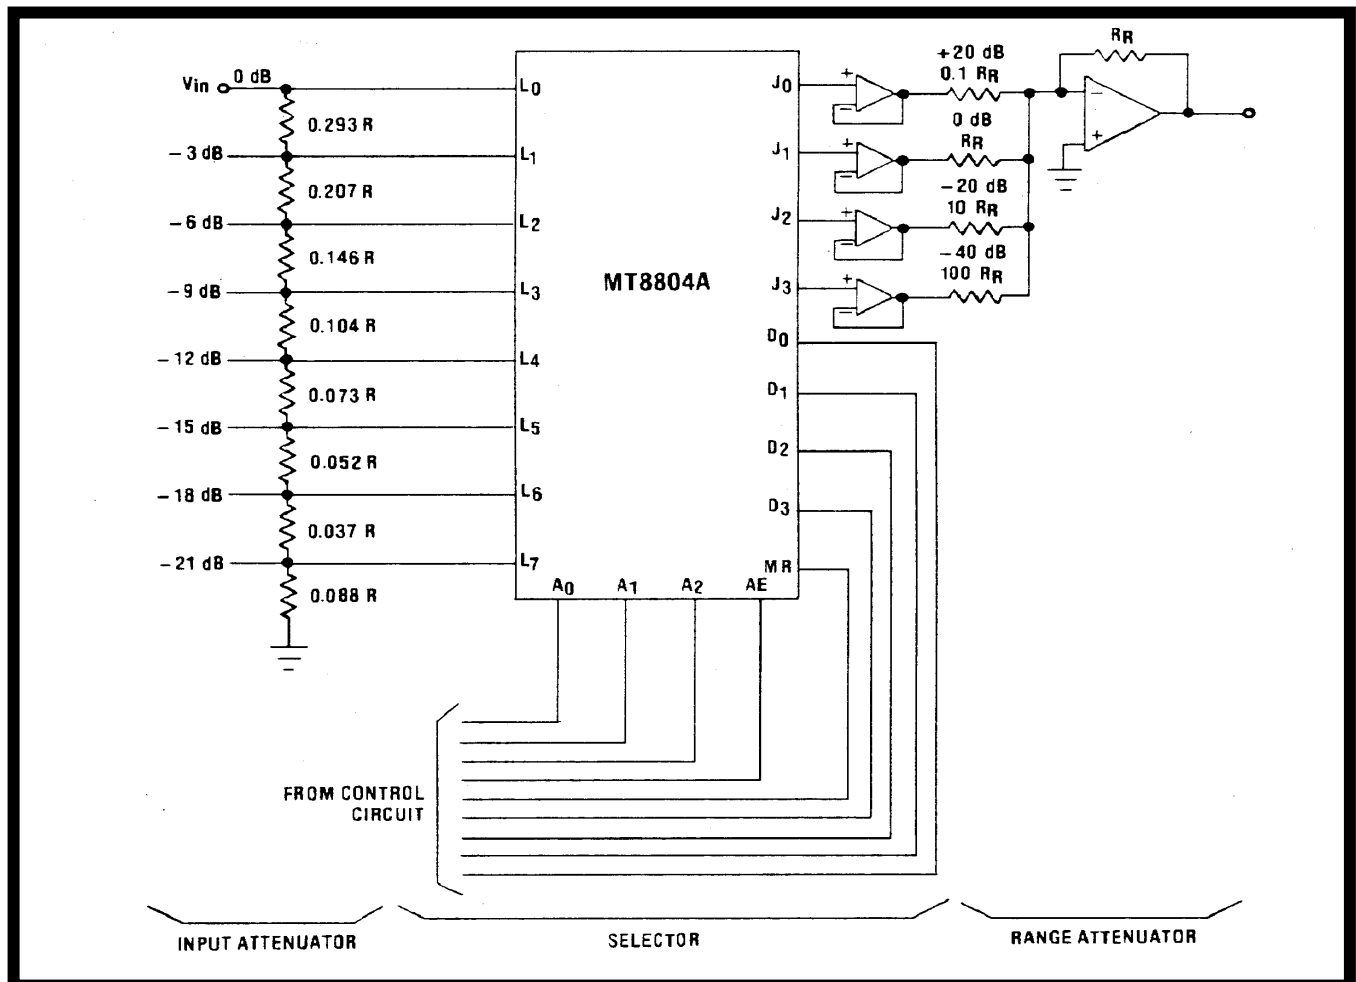 Vin 0 dB
0.293 R
– 3 dB
0.207 R
– 6 dB
0.146 R
– 9 dB
0.104 R
– 12 dB
0.073 R
– 15 dB
0.052 R
– 18 dB
0.037 R
– 21 dB
0.088 R
L0
L1
L2
L3
L4
L5
L6
L7
MT8804A
A0 A1 A2 AE
J0
J1
J2
J3
D0
D1
D2
D3
MR
+ –
+20 dB
0.1 RR
+ –
0 dB
RR
+ –
–20 dB
10 RR
+ –
–40 dB
100 RR
RR
–
+
FROM CONTROL
CIRCUIT
INPUT ATTENUATOR
SELECTOR
RANGE ATTENUATOR